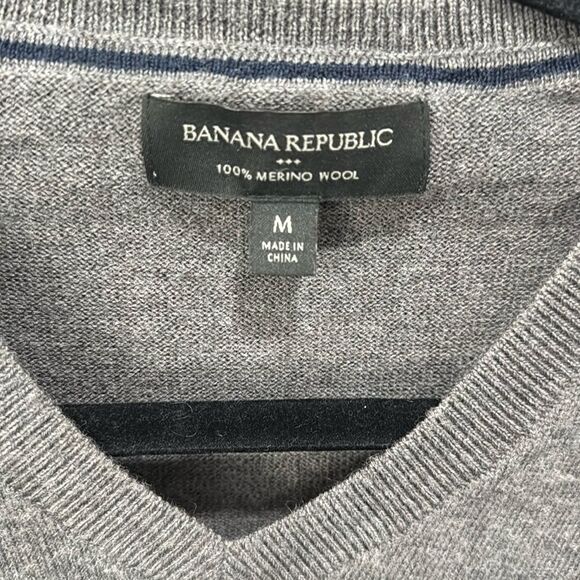 BANANA REPUBLIC
100% MERINO WOOL
M
MADE IN
CHINA